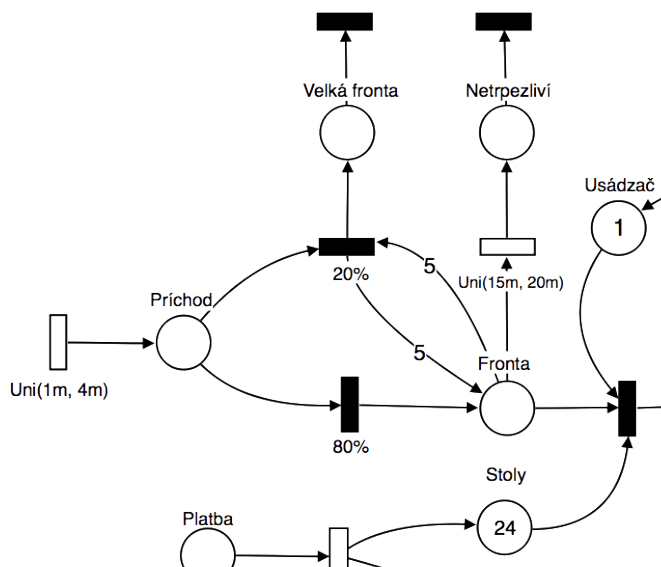 Velká fronta
Netrpezliví
Usádzač
1
5
20%
Uni(15m, 20m)
Príchod
5
Fronta
Uni(1m, 4m)
80%
Stoly
24
Platba